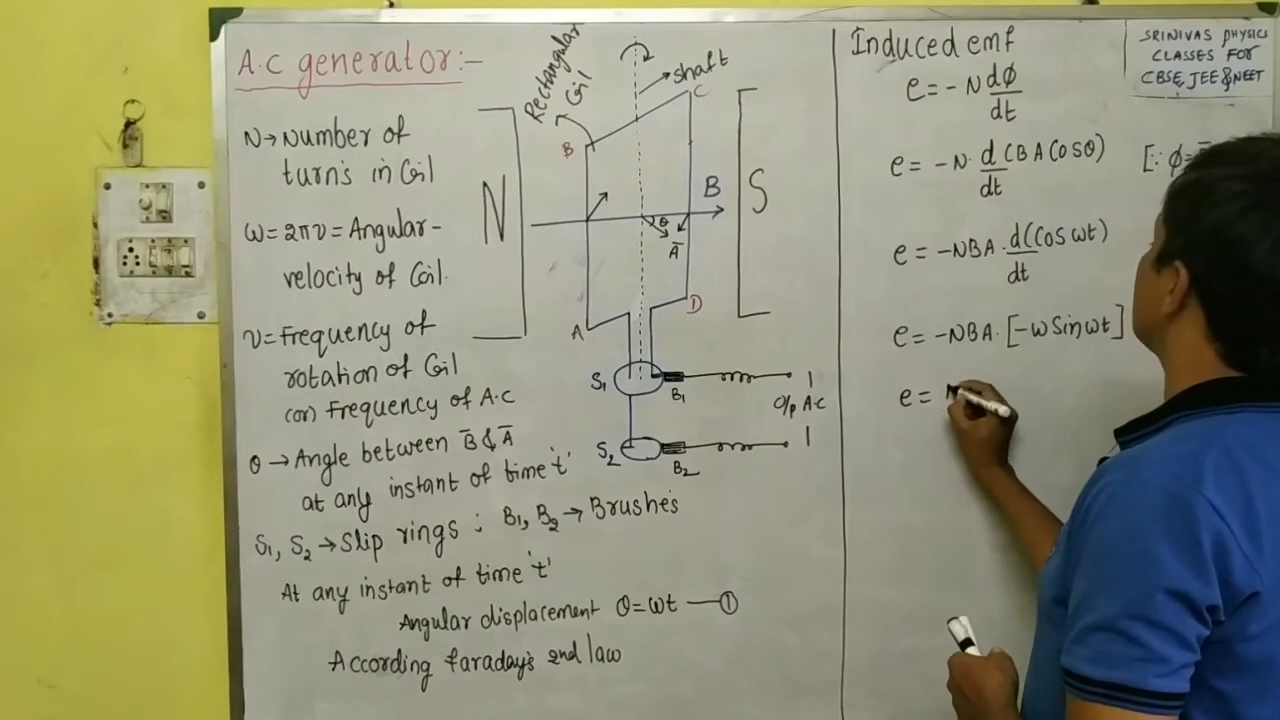 A.C generator:-
N→Number of
turns in Coil
ω=2πν=Angular-
velocity of Coil.
ν=Frequency of
rotation of Coil
(or) Frequency of A.C
θ→Angle between B̅ & A̅
at any instant of time 't'
S₁, S₂→Slip rings ; B₁, B₂→Brushes
At any instant of time 't'
Angular displacement θ=ωt —①
According faraday's 2nd law
Rectangular
Coil
shaft
B
C
N
S
B
θ
A̅
A
D
S₁
B₁
O/p A.C
S₂
B₂
Induced emf
e=-N dϕ/dt
e=-N. d/dt (BA Cosθ) [∵ ϕ=
e=-NBA. d(Cos ωt)/dt
e=-NBA.[-ω Sin ωt]
e= N
SRINIVAS PHYSICS
CLASSES FOR
CBSE, JEE & NEET